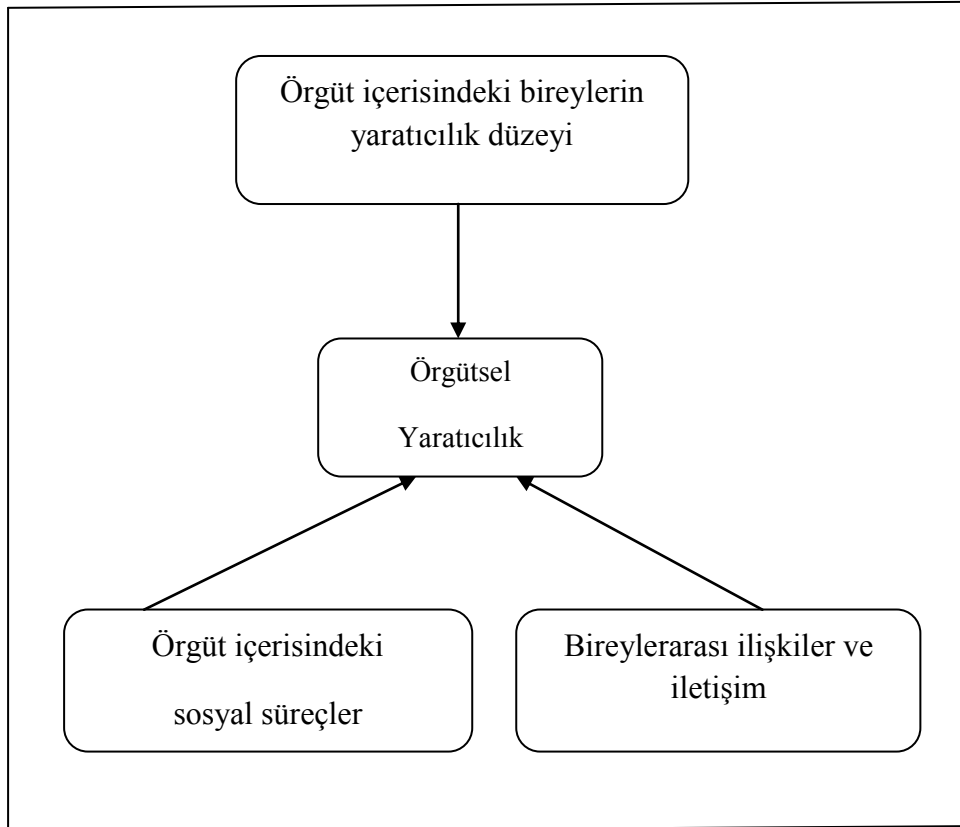 Örgüt içerisindeki bireylerin
yaratıcılık düzeyi
Örgütsel
Yaratıcılık
Örgüt içerisindeki
sosyal süreçler
Bireylerarası ilişkiler ve
iletişim